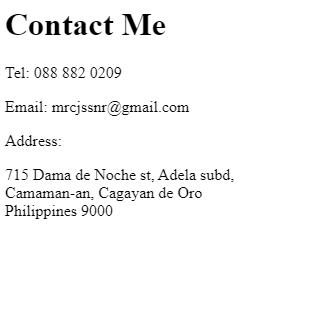 Contact Me
Tel: 088 882 0209
Email: mrcjssnr@gmail.com
Address:
715 Dama de Noche st, Adela subd,
Camaman-an, Cagayan de Oro
Philippines 9000